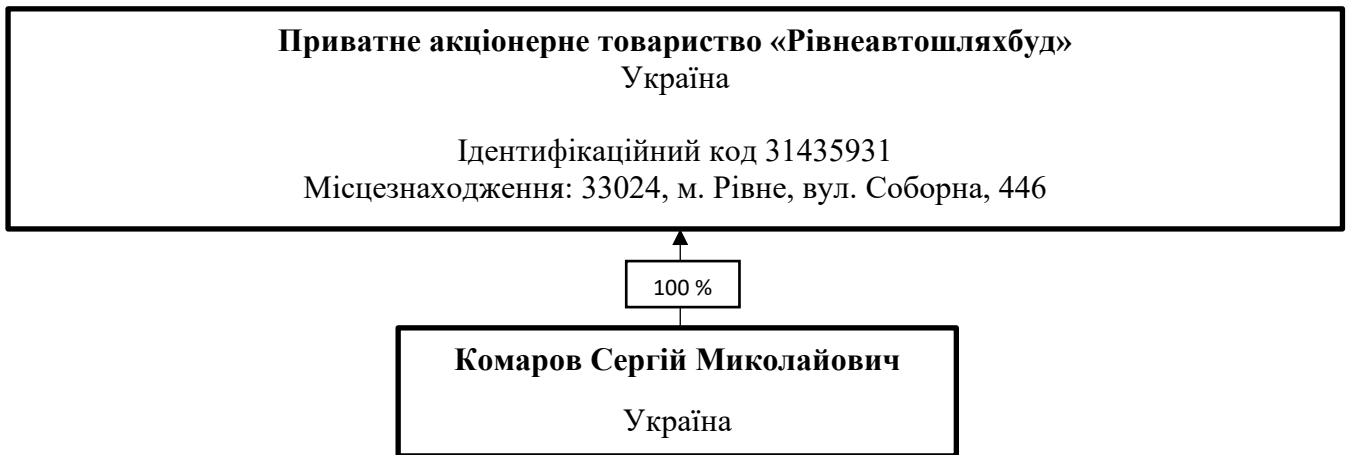 Приватне акціонерне товариство «Рівнеавтошляхбуд»
Україна
Ідентифікаційний код 31435931
Місцезнаходження: 33024, м. Рівне, вул. Соборна, 446
100 %
Комаров Сергій Миколайович
Україна